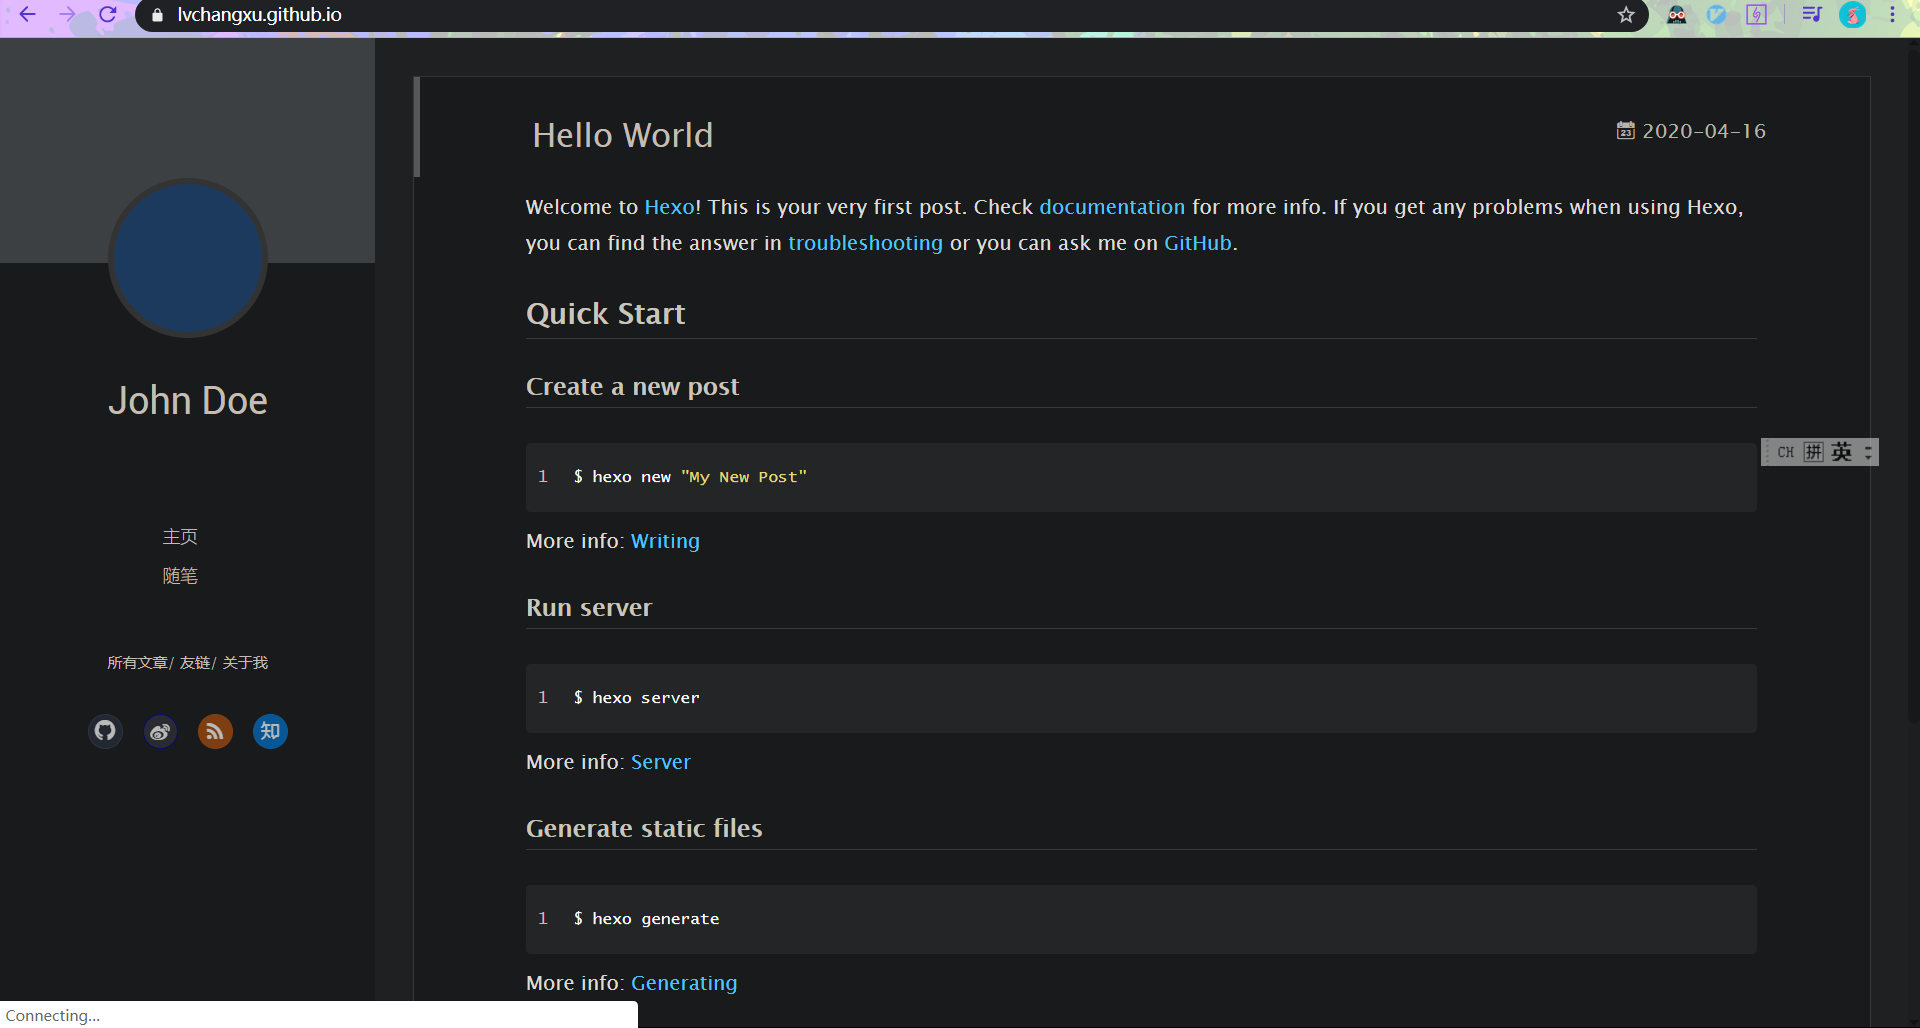 lvchangxu.github.io
John Doe
主页
随笔
所有文章/ 友链/ 关于我
知
Hello World
23 2020-04-16
Welcome to Hexo! This is your very first post. Check documentation for more info. If you get any problems when using Hexo,
you can find the answer in troubleshooting or you can ask me on GitHub.
Quick Start
Create a new post
1 $ hexo new "My New Post"
CH 拼 英
More info: Writing
Run server
1 $ hexo server
More info: Server
Generate static files
1 $ hexo generate
More info: Generating
Connecting...